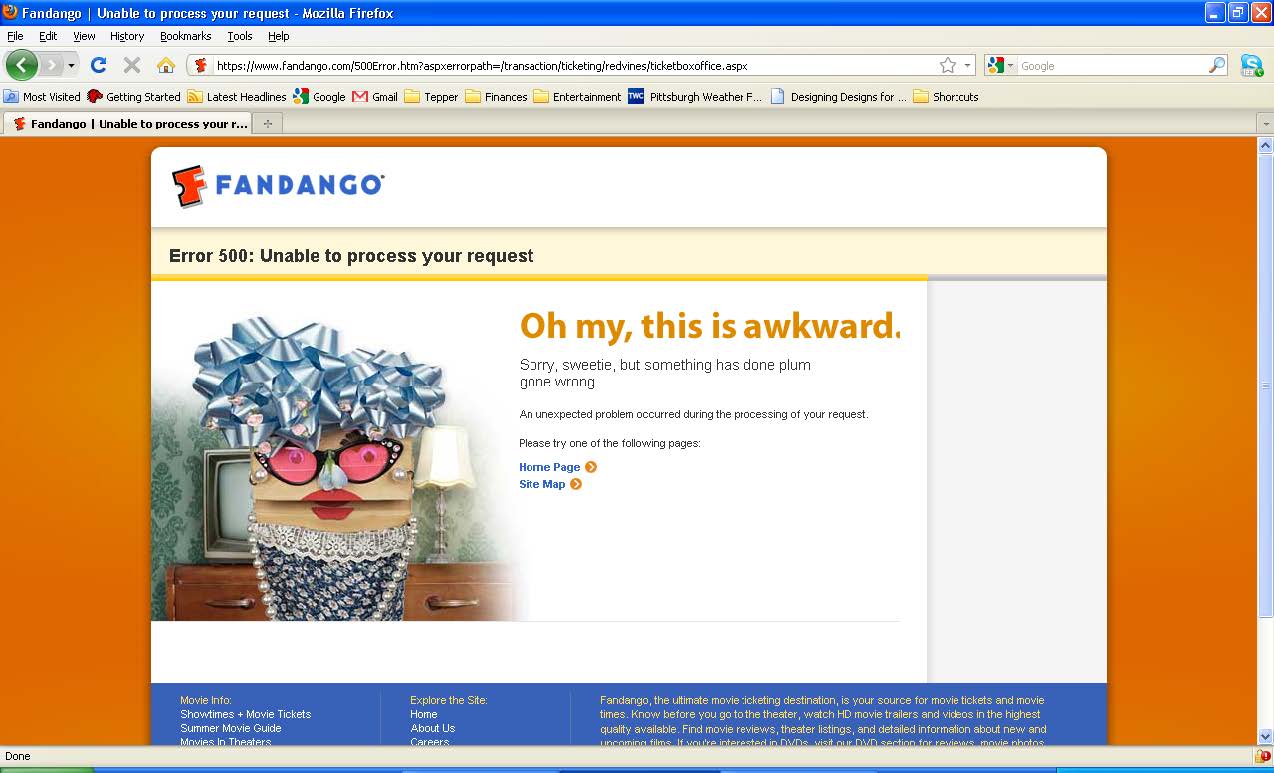 Fandango | Unable to process your request - Mozilla Firefox
File Edit View History Bookmarks Tools Help
https://www.fandango.com/500Error.htm?aspxerrorpath=/transaction/ticketing/redvines/ticketboxoffice.aspx
Google
Most Visited Getting Started Latest Headlines Google Gmail Tepper Finances Entertainment TWC Pittsburgh Weather F... Designing Designs for ... Shortcuts
Fandango | Unable to process your r...
FANDANGO
Error 500: Unable to process your request
Oh my, this is awkward.
Sorry, sweetie, but something has done plum
gone wrong
An unexpected problem occurred during the processing of your request.
Please try one of the following pages:
Home Page
Site Map
Movie Info:
Showtimes + Movie Tickets
Summer Movie Guide
Movies In Theaters
Explore the Site:
Home
About Us
Careers
Fandango, the ultimate movie ticketing destination, is your source for movie tickets and movie
times. Know before you go to the theater, watch HD movie trailers and videos in the highest
quality available. Find movie reviews, theater listings, and detailed information about new and
upcoming films. If you're interested in DVDs, visit our DVD section for reviews, movie photos
Done